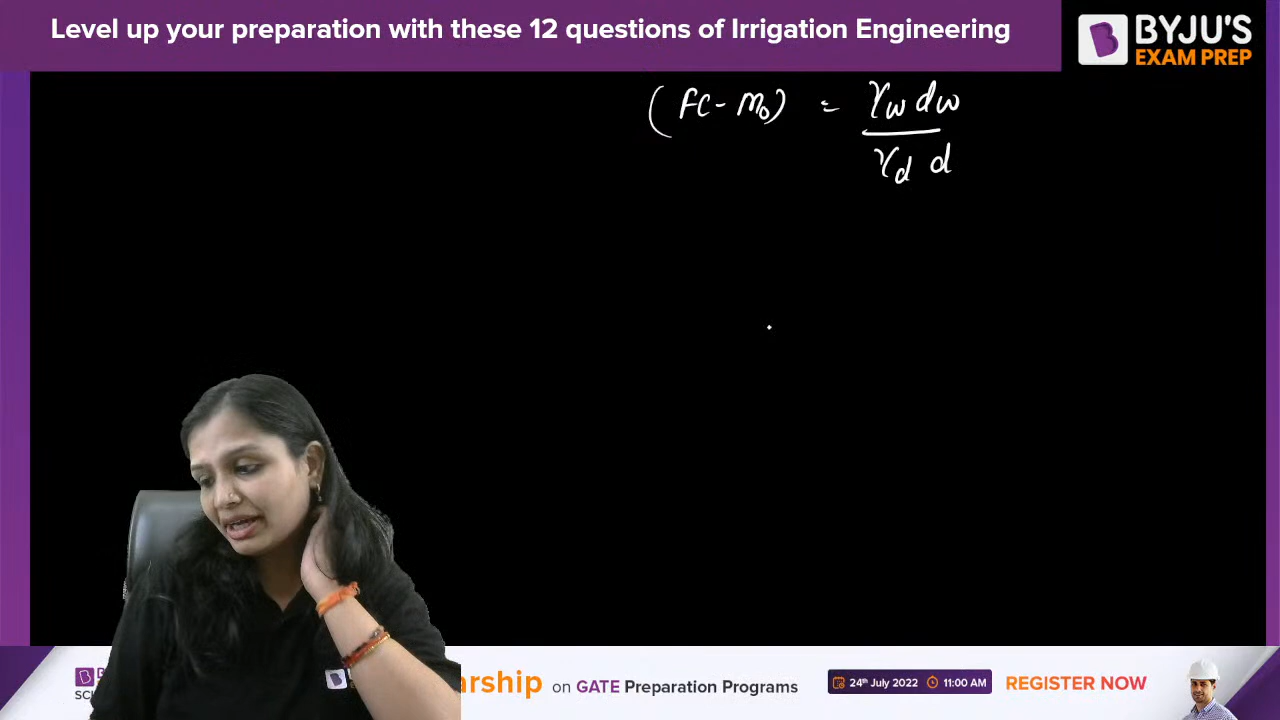 Level up your preparation with these 12 questions of Irrigation Engineering
BYJU'S
EXAM PREP
(FC - Mo) = γw dw
γd d
arship on GATE Preparation Programs
24th July 2022 11:00 AM
REGISTER NOW